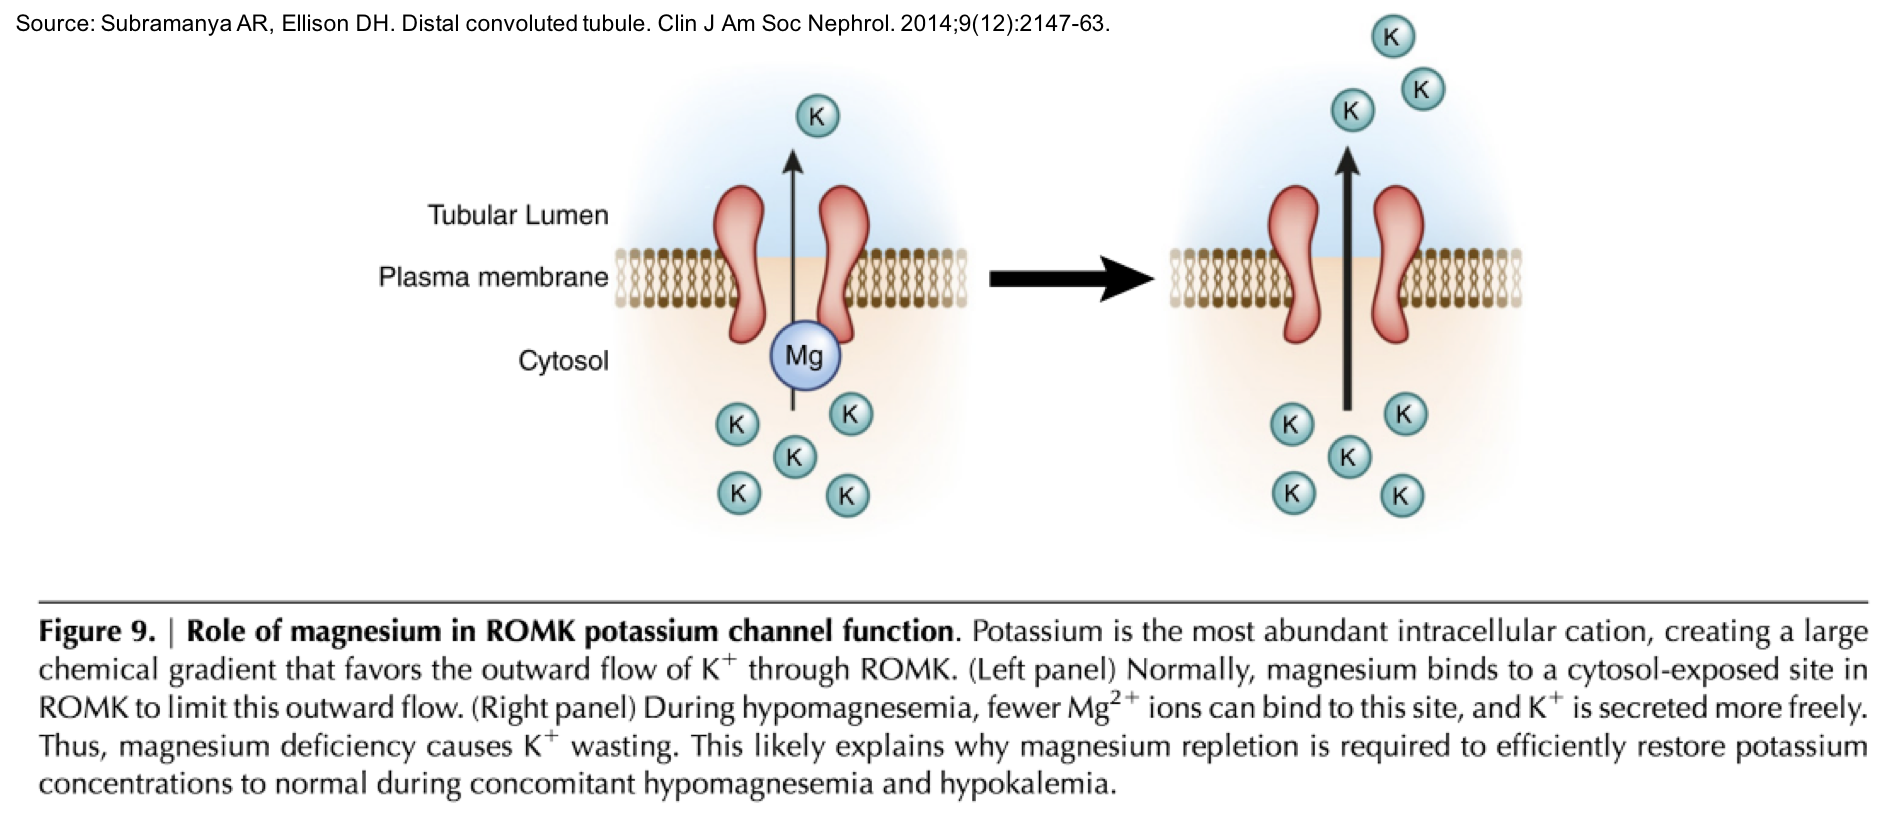 Source: Subramanya AR, Ellison DH. Distal convoluted tubule. Clin J Am Soc Nephrol. 2014;9(12):2147-63.
K
K
K
K
K
Tubular Lumen
Plasma membrane
Cytosol
Mg
K
K
K
K
K
K
K
K
K
K
Figure 9. | Role of magnesium in ROMK potassium channel function. Potassium is the most abundant intracellular cation, creating a large
chemical gradient that favors the outward flow of K⁺ through ROMK. (Left panel) Normally, magnesium binds to a cytosol-exposed site in
ROMK to limit this outward flow. (Right panel) During hypomagnesemia, fewer Mg²⁺ ions can bind to this site, and K⁺ is secreted more freely.
Thus, magnesium deficiency causes K⁺ wasting. This likely explains why magnesium repletion is required to efficiently restore potassium
concentrations to normal during concomitant hypomagnesemia and hypokalemia.